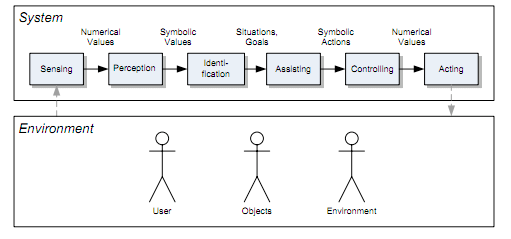 System
Numerical
Values
Symbolic
Values
Situations,
Goals
Symbolic
Actions
Numerical
Values
Sensing
Perception
Identi-
fication
Assisting
Controlling
Acting
Environment
User
Objects
Environment